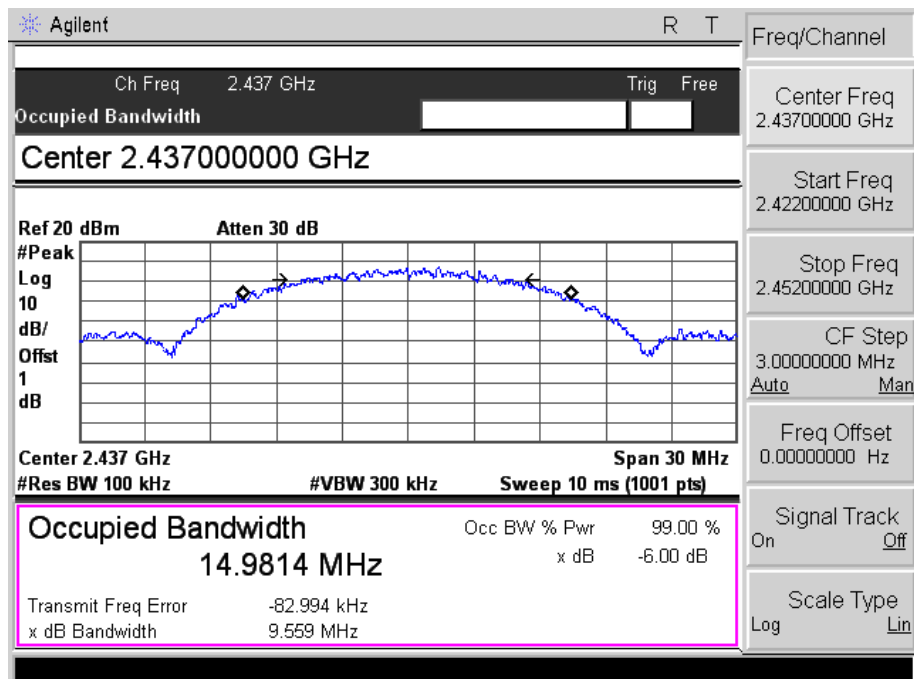 Agilent R T
Ch Freq 2.437 GHz Trig Free
Occupied Bandwidth
Center 2.437000000 GHz
Ref 20 dBm Atten 30 dB
#Peak
Log
10
dB/
Offst
1
dB
Center 2.437 GHz Span 30 MHz
#Res BW 100 kHz #VBW 300 kHz Sweep 10 ms (1001 pts)
Occupied Bandwidth Occ BW % Pwr 99.00 %
14.9814 MHz x dB -6.00 dB
Transmit Freq Error -82.994 kHz
x dB Bandwidth 9.559 MHz
Freq/Channel
Center Freq
2.43700000 GHz
Start Freq
2.42200000 GHz
Stop Freq
2.45200000 GHz
CF Step
3.00000000 MHz
Auto Man
Freq Offset
0.00000000 Hz
Signal Track
On Off
Scale Type
Log Lin